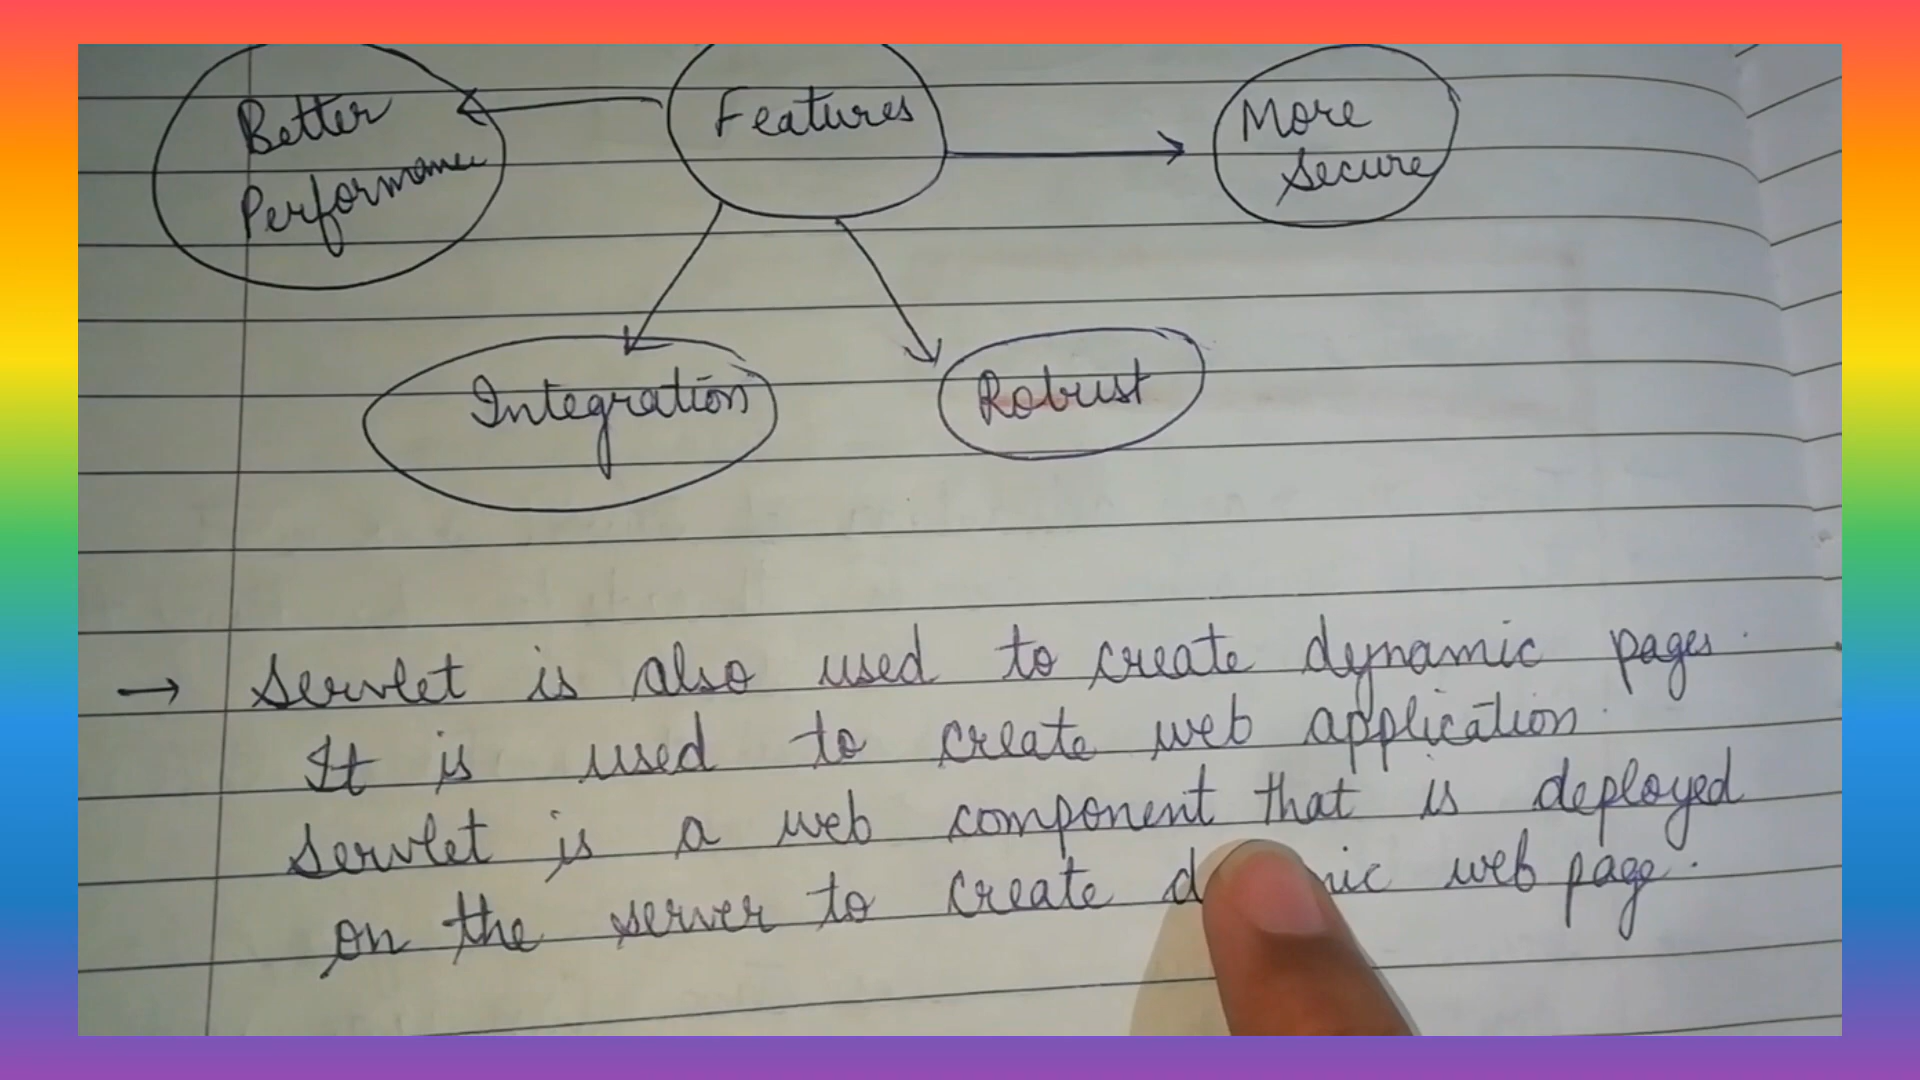 Better
Performance
Features
More
Secure
Integration
Robust
→ Servlet is also used to create dynamic pages.
It is used to create web application.
Servlet is a web component that is deployed
on the server to create web page.